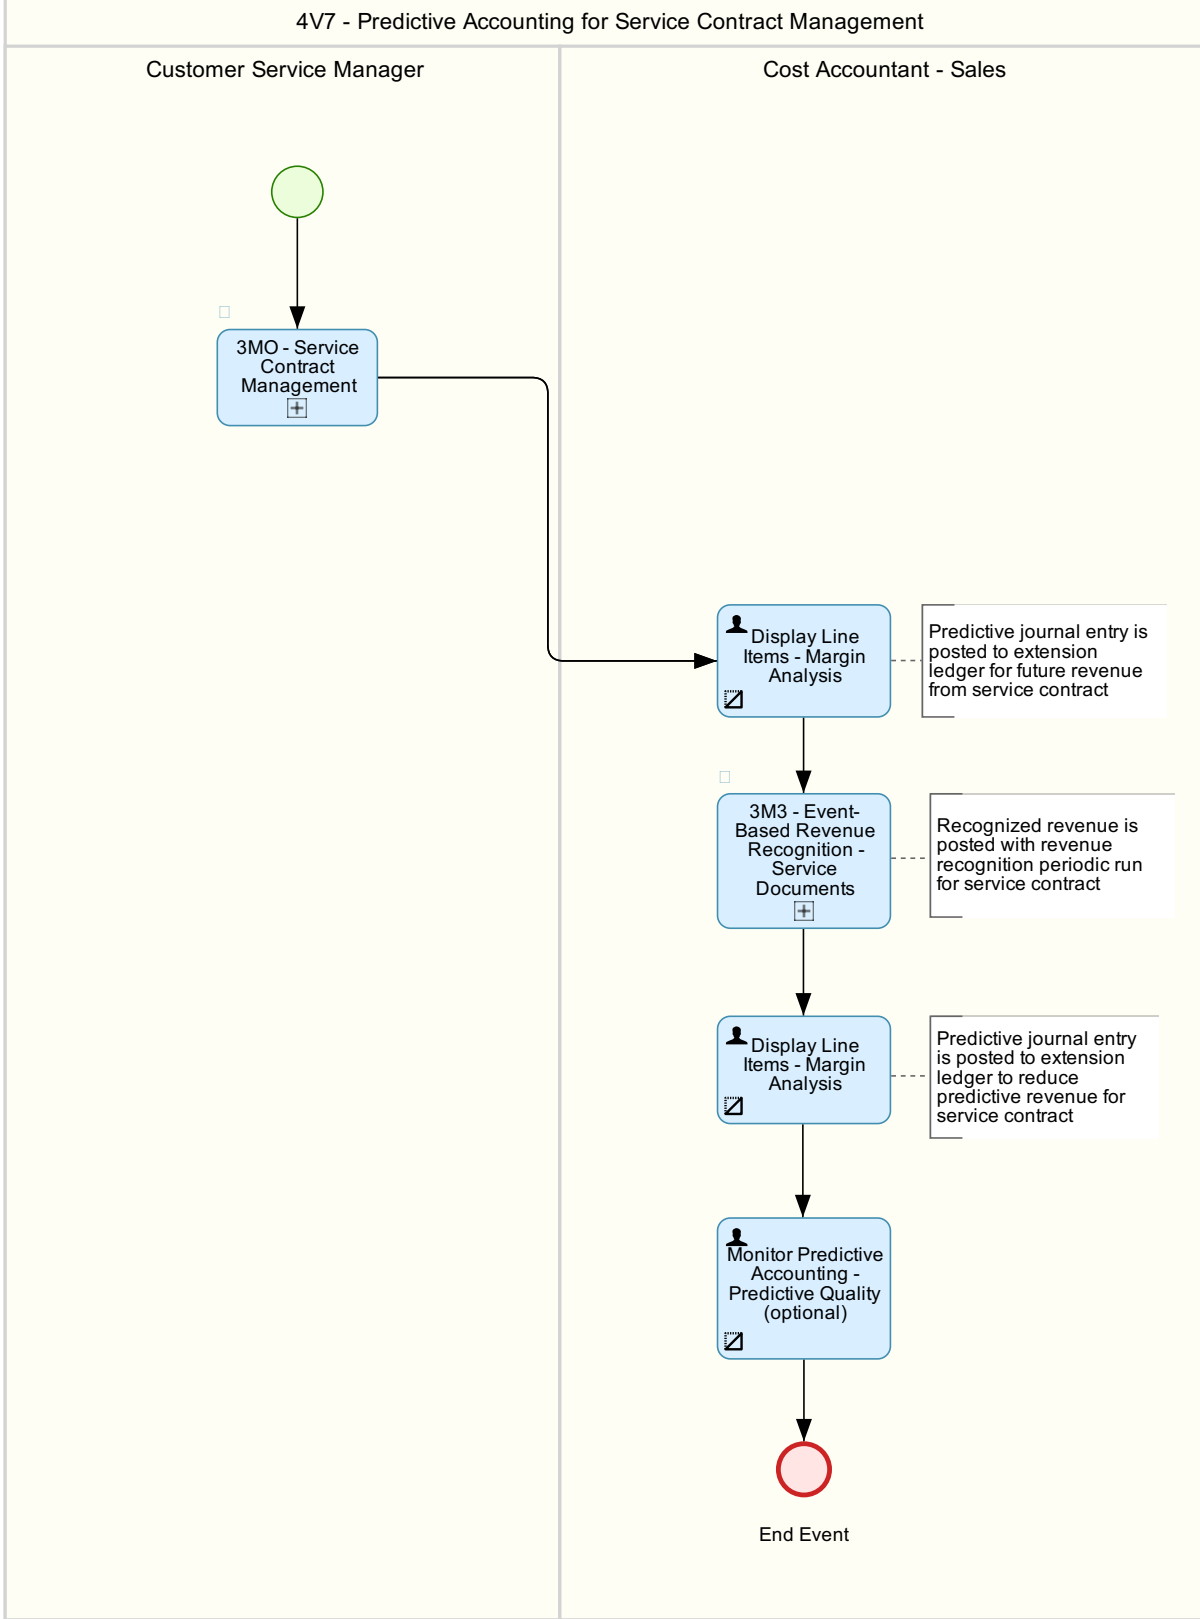 4V7 - Predictive Accounting for Service Contract Management
Customer Service Manager
Cost Accountant - Sales
3MO - Service
Contract
Management
Display Line
Items - Margin
Analysis
Predictive journal entry is
posted to extension
ledger for future revenue
from service contract
3M3 - Event-
Based Revenue
Recognition -
Service
Documents
Recognized revenue is
posted with revenue
recognition periodic run
for service contract
Display Line
Items - Margin
Analysis
Predictive journal entry
is posted to extension
ledger to reduce
predictive revenue for
service contract
Monitor Predictive
Accounting -
Predictive Quality
(optional)
End Event